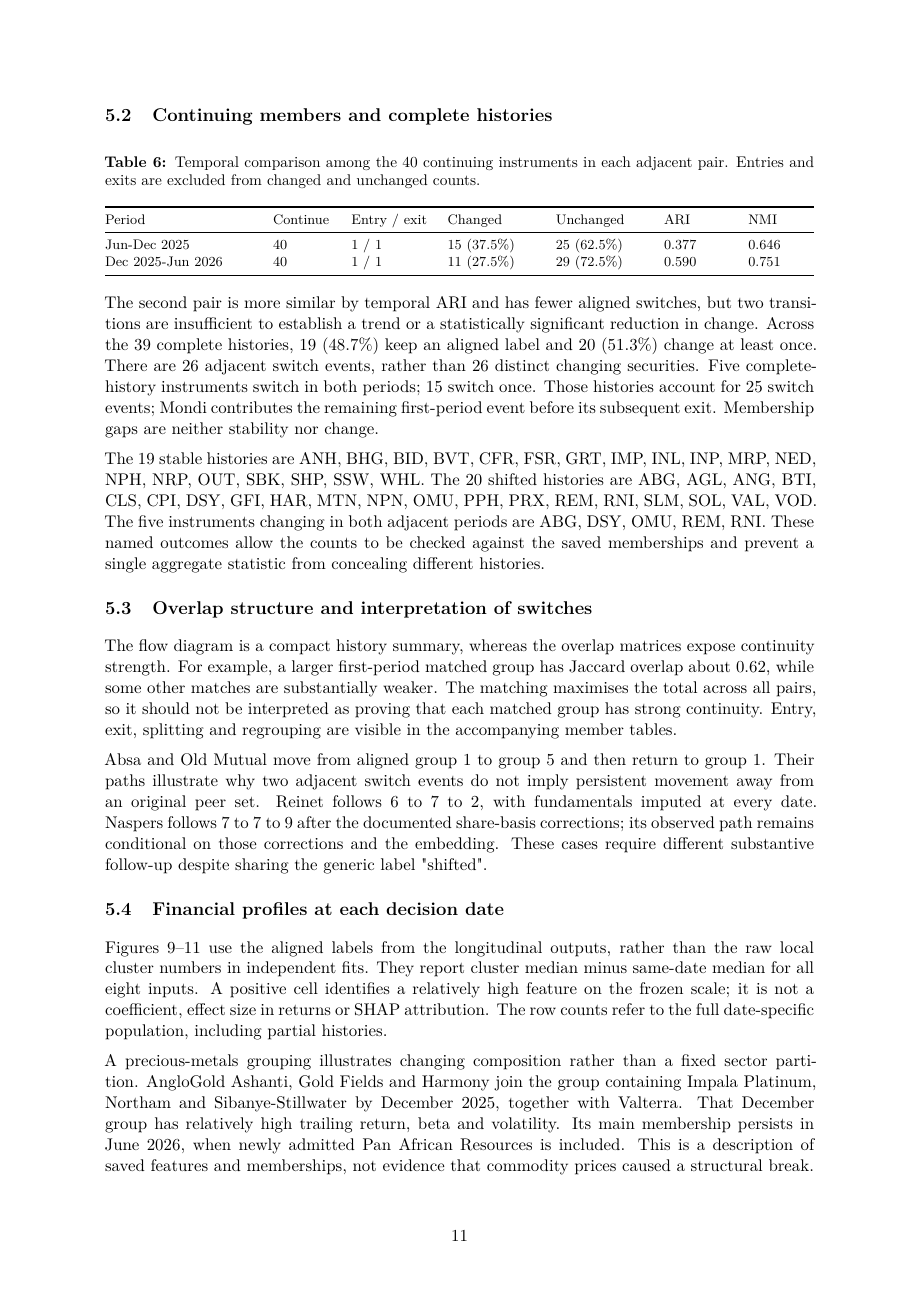 5.2 Continuing members and complete histories
Table 6: Temporal comparison among the 40 continuing instruments in each adjacent pair. Entries and
exits are excluded from changed and unchanged counts.
Period Continue Entry / exit Changed Unchanged ARI NMI
Jun-Dec 2025 40 1 / 1 15 (37.5%) 25 (62.5%) 0.377 0.646
Dec 2025-Jun 2026 40 1 / 1 11 (27.5%) 29 (72.5%) 0.590 0.751
The second pair is more similar by temporal ARI and has fewer aligned switches, but two transi-
tions are insufficient to establish a trend or a statistically significant reduction in change. Across
the 39 complete histories, 19 (48.7%) keep an aligned label and 20 (51.3%) change at least once.
There are 26 adjacent switch events, rather than 26 distinct changing securities. Five complete-
history instruments switch in both periods; 15 switch once. Those histories account for 25 switch
events; Mondi contributes the remaining first-period event before its subsequent exit. Membership
gaps are neither stability nor change.
The 19 stable histories are ANH, BHG, BID, BVT, CFR, FSR, GRT, IMP, INL, INP, MRP, NED,
NPH, NRP, OUT, SBK, SHP, SSW, WHL. The 20 shifted histories are ABG, AGL, ANG, BTI,
CLS, CPI, DSY, GFI, HAR, MTN, NPN, OMU, PPH, PRX, REM, RNI, SLM, SOL, VAL, VOD.
The five instruments changing in both adjacent periods are ABG, DSY, OMU, REM, RNI. These
named outcomes allow the counts to be checked against the saved memberships and prevent a
single aggregate statistic from concealing different histories.
5.3 Overlap structure and interpretation of switches
The flow diagram is a compact history summary, whereas the overlap matrices expose continuity
strength. For example, a larger first-period matched group has Jaccard overlap about 0.62, while
some other matches are substantially weaker. The matching maximises the total across all pairs,
so it should not be interpreted as proving that each matched group has strong continuity. Entry,
exit, splitting and regrouping are visible in the accompanying member tables.
Absa and Old Mutual move from aligned group 1 to group 5 and then return to group 1. Their
paths illustrate why two adjacent switch events do not imply persistent movement away from
an original peer set. Reinet follows 6 to 7 to 2, with fundamentals imputed at every date.
Naspers follows 7 to 7 to 9 after the documented share-basis corrections; its observed path remains
conditional on those corrections and the embedding. These cases require different substantive
follow-up despite sharing the generic label "shifted".
5.4 Financial profiles at each decision date
Figures 9–11 use the aligned labels from the longitudinal outputs, rather than the raw local
cluster numbers in independent fits. They report cluster median minus same-date median for all
eight inputs. A positive cell identifies a relatively high feature on the frozen scale; it is not a
coefficient, effect size in returns or SHAP attribution. The row counts refer to the full date-specific
population, including partial histories.
A precious-metals grouping illustrates changing composition rather than a fixed sector parti-
tion. AngloGold Ashanti, Gold Fields and Harmony join the group containing Impala Platinum,
Northam and Sibanye-Stillwater by December 2025, together with Valterra. That December
group has relatively high trailing return, beta and volatility. Its main membership persists in
June 2026, when newly admitted Pan African Resources is included. This is a description of
saved features and memberships, not evidence that commodity prices caused a structural break.
11